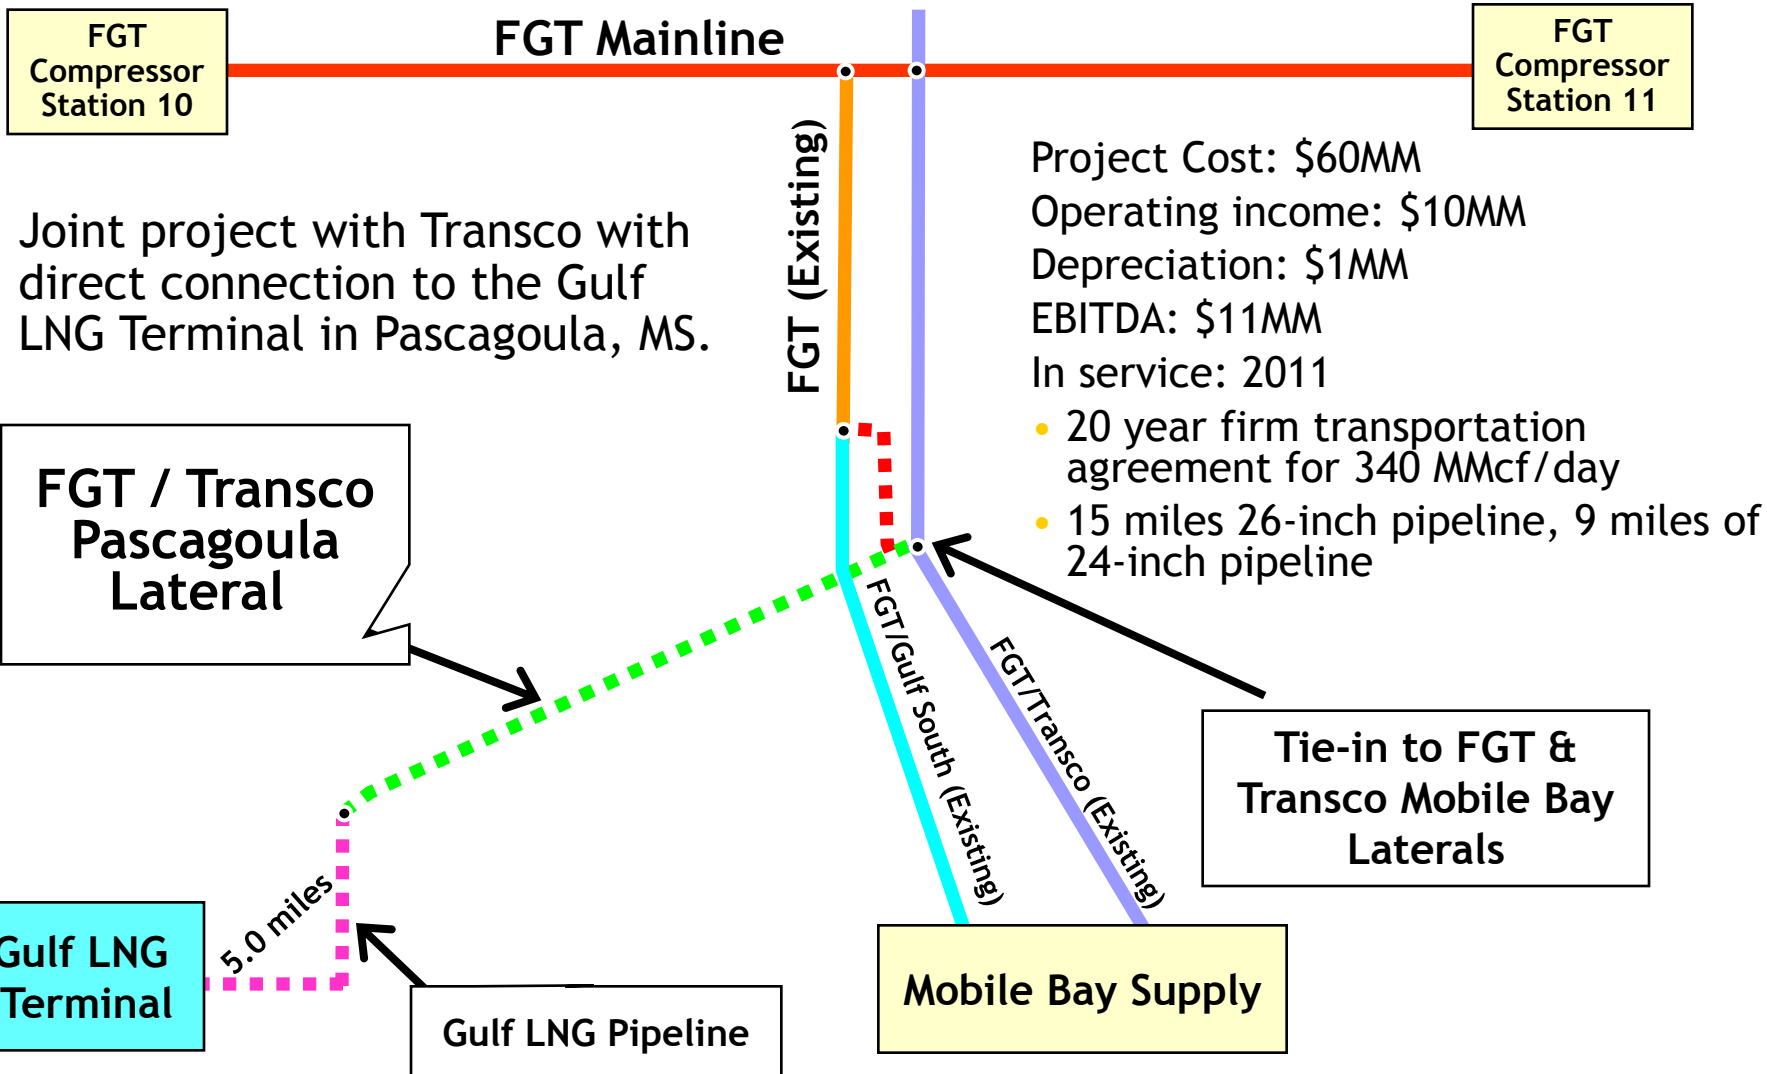 FGT
Compressor
Station 10
FGT Mainline
FGT
Compressor
Station 11
FGT (Existing)
Joint project with Transco with
direct connection to the Gulf
LNG Terminal in Pascagoula, MS.
Project Cost: $60MM
Operating income: $10MM
Depreciation: $1MM
EBITDA: $11MM
In service: 2011
• 20 year firm transportation
agreement for 340 MMcf/day
• 15 miles 26-inch pipeline, 9 miles of
24-inch pipeline
FGT / Transco
Pascagoula
Lateral
FGT/Gulf South (Existing)
FGT/Transco (Existing)
Tie-in to FGT &
Transco Mobile Bay
Laterals
5.0 miles
Gulf LNG
Terminal
Gulf LNG Pipeline
Mobile Bay Supply